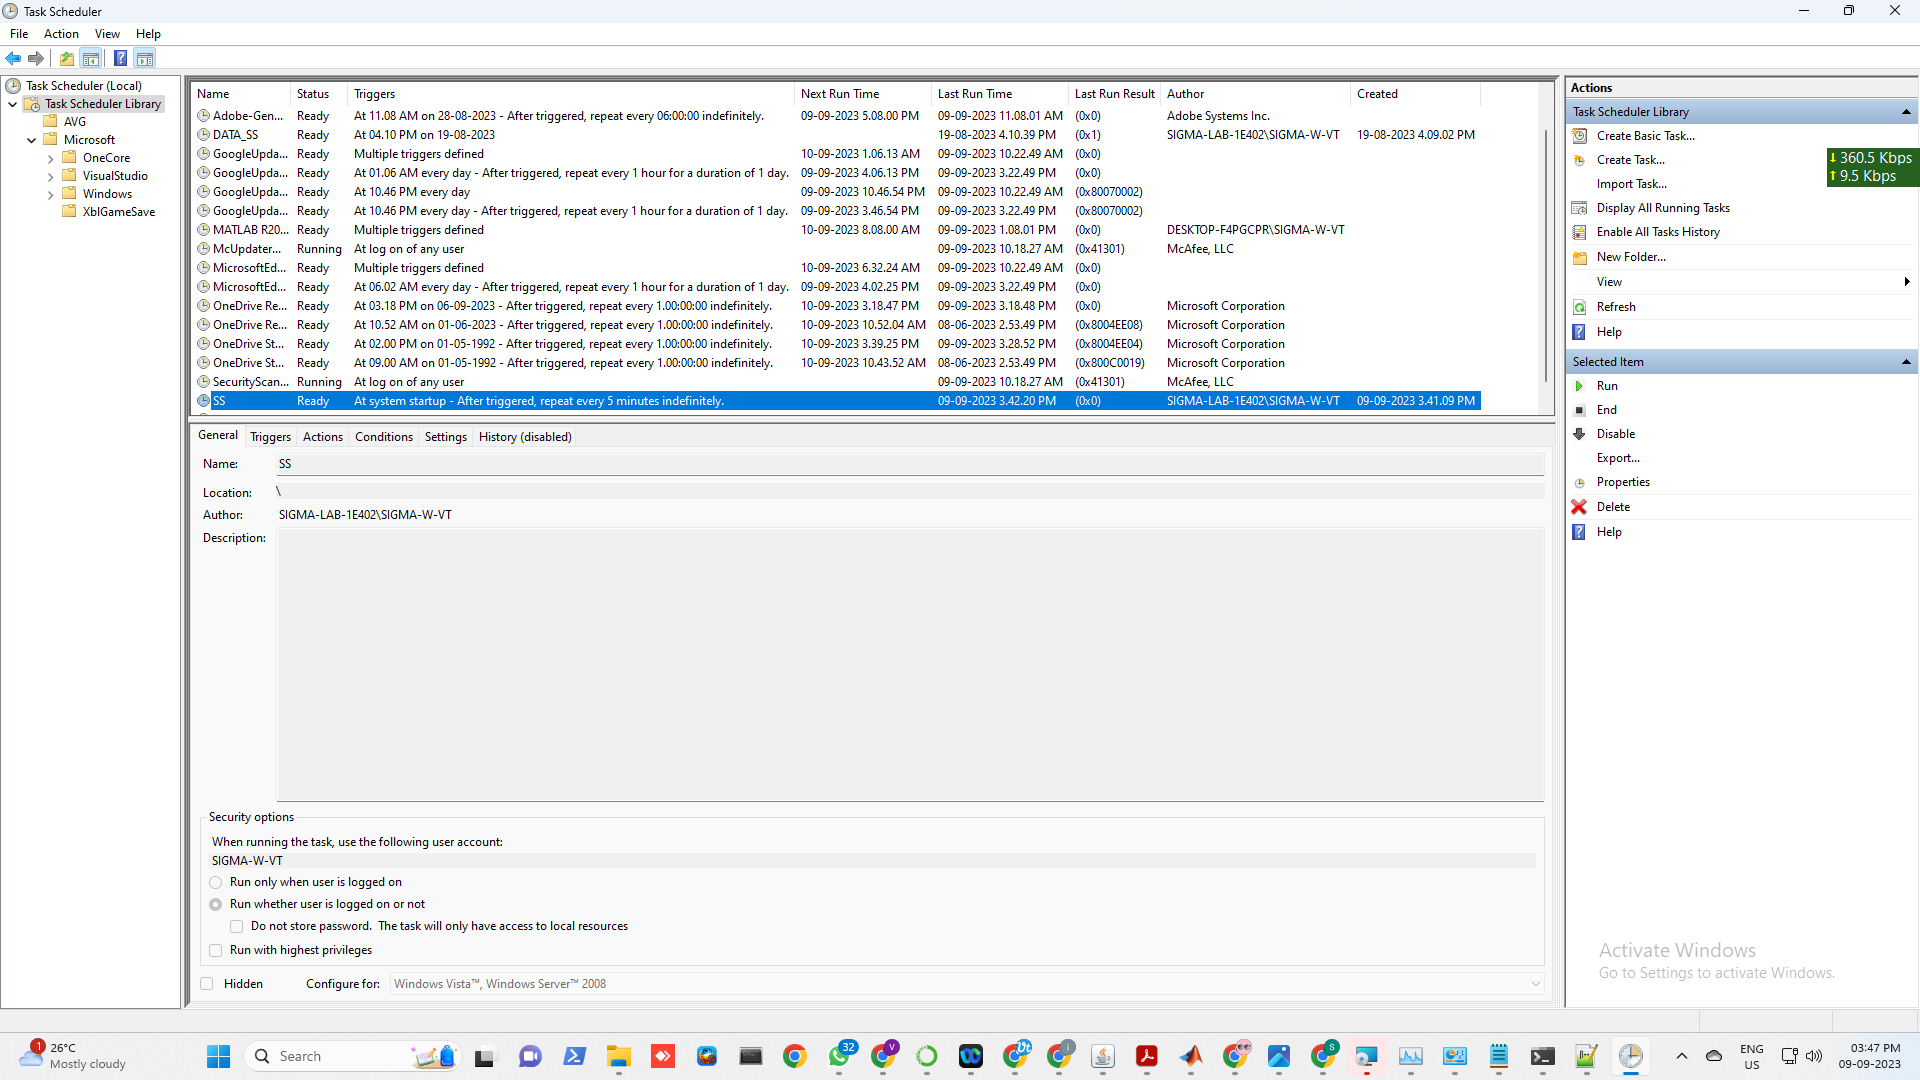 Task Scheduler
File Action View Help
Task Scheduler (Local)
Task Scheduler Library
AVG
Microsoft
OneCore
VisualStudio
Windows
XblGameSave
Name Status Triggers Next Run Time Last Run Time Last Run Result Author Created
Adobe-Gen... Ready At 11.08 AM on 28-08-2023 - After triggered, repeat every 06:00:00 indefinitely. 09-09-2023 5.08.00 PM 09-09-2023 11.08.01 AM (0x0) Adobe Systems Inc.
DATA_SS Ready At 04.10 PM on 19-08-2023 19-08-2023 4.10.39 PM (0x1) SIGMA-LAB-1E402\SIGMA-W-VT 19-08-2023 4.09.02 PM
GoogleUpda... Ready Multiple triggers defined 10-09-2023 1.06.13 AM 09-09-2023 10.22.49 AM (0x0)
GoogleUpda... Ready At 01.06 AM every day - After triggered, repeat every 1 hour for a duration of 1 day. 09-09-2023 4.06.13 PM 09-09-2023 3.22.49 PM (0x0)
GoogleUpda... Ready At 10.46 PM every day 09-09-2023 10.46.54 PM 09-09-2023 10.22.49 AM (0x80070002)
GoogleUpda... Ready At 10.46 PM every day - After triggered, repeat every 1 hour for a duration of 1 day. 09-09-2023 3.46.54 PM 09-09-2023 3.22.49 PM (0x80070002)
MATLAB R20... Ready Multiple triggers defined 10-09-2023 8.08.00 AM 09-09-2023 1.08.01 PM (0x0) DESKTOP-F4PGCPR\SIGMA-W-VT
McUpdater... Running At log on of any user 09-09-2023 10.18.27 AM (0x41301) McAfee, LLC
MicrosoftEd... Ready Multiple triggers defined 10-09-2023 6.32.24 AM 09-09-2023 10.22.49 AM (0x0)
MicrosoftEd... Ready At 06.02 AM every day - After triggered, repeat every 1 hour for a duration of 1 day. 09-09-2023 4.02.25 PM 09-09-2023 3.22.49 PM (0x0)
OneDrive Re... Ready At 03.18 PM on 06-09-2023 - After triggered, repeat every 1.00:00:00 indefinitely. 10-09-2023 3.18.47 PM 09-09-2023 3.18.48 PM (0x0) Microsoft Corporation
OneDrive Re... Ready At 10.52 AM on 01-06-2023 - After triggered, repeat every 1.00:00:00 indefinitely. 10-09-2023 10.52.04 AM 08-06-2023 2.53.49 PM (0x8004EE08) Microsoft Corporation
OneDrive St... Ready At 02.00 PM on 01-05-1992 - After triggered, repeat every 1.00:00:00 indefinitely. 10-09-2023 3.39.25 PM 09-09-2023 3.28.52 PM (0x8004EE04) Microsoft Corporation
OneDrive St... Ready At 09.00 AM on 01-05-1992 - After triggered, repeat every 1.00:00:00 indefinitely. 10-09-2023 10.43.52 AM 08-06-2023 2.53.49 PM (0x800C0019) Microsoft Corporation
SecurityScan... Running At log on of any user 09-09-2023 10.18.27 AM (0x41301) McAfee, LLC
SS Ready At system startup - After triggered, repeat every 5 minutes indefinitely. 09-09-2023 3.42.20 PM (0x0) SIGMA-LAB-1E402\SIGMA-W-VT 09-09-2023 3.41.09 PM
General Triggers Actions Conditions Settings History (disabled)
Name: SS
Location: \
Author: SIGMA-LAB-1E402\SIGMA-W-VT
Description:
Security options
When running the task, use the following user account:
SIGMA-W-VT
Run only when user is logged on
Run whether user is logged on or not
Do not store password. The task will only have access to local resources
Run with highest privileges
Hidden Configure for: Windows Vista™, Windows Server™ 2008
Actions
Task Scheduler Library
Create Basic Task...
Create Task...
Import Task...
Display All Running Tasks
Enable All Tasks History
New Folder...
View
Refresh
Help
Selected Item
Run
End
Disable
Export...
Properties
Delete
Help
360.5 Kbps
9.5 Kbps
Activate Windows
Go to Settings to activate Windows.
1
26°C
Mostly cloudy
Search
32
V
Vt
i
S
ENG
US
03:47 PM
09-09-2023